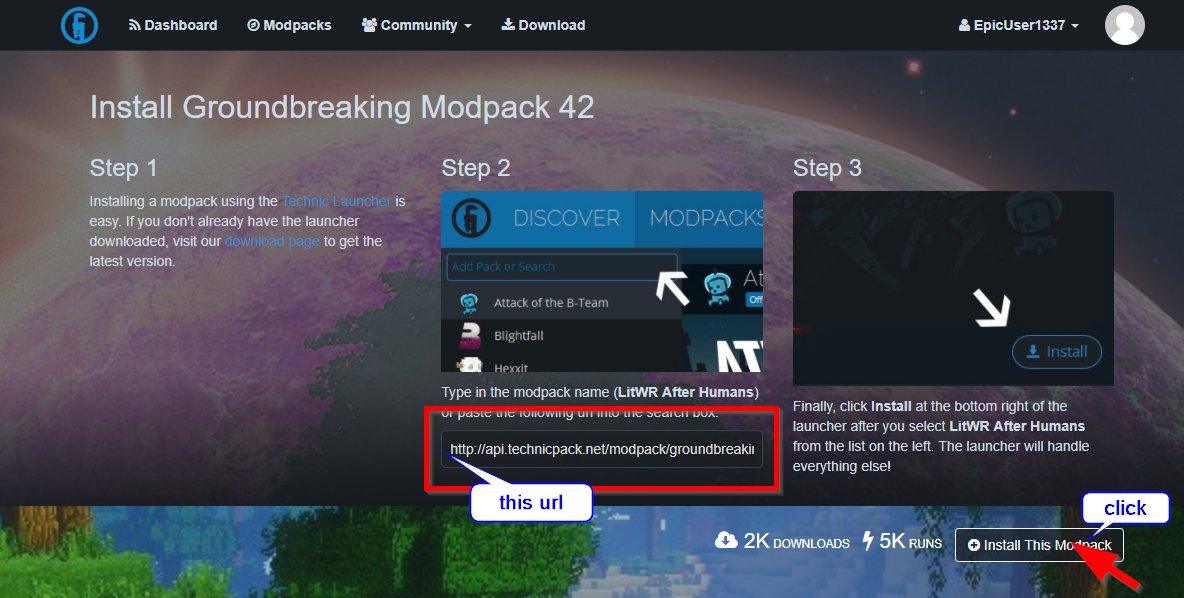 Dashboard Modpacks Community Download EpicUser1337
Install Groundbreaking Modpack 42
Step 1
Installing a modpack using the Technic Launcher is
easy. If you don't already have the launcher
downloaded, visit our download page to get the
latest version.
Step 2
DISCOVER MODPACKS
Add Pack or Search
Attack of the B-Team
Blightfall
Hexxit
At
Off
AT
Type in the modpack name (LitWR After Humans)
or paste the following url into the search box:
http://api.technicpack.net/modpack/groundbreakin
this url
Step 3
Install
Finally, click Install at the bottom right of the
launcher after you select LitWR After Humans
from the list on the left. The launcher will handle
everything else!
click
2K DOWNLOADS 5K RUNS Install This Modpack